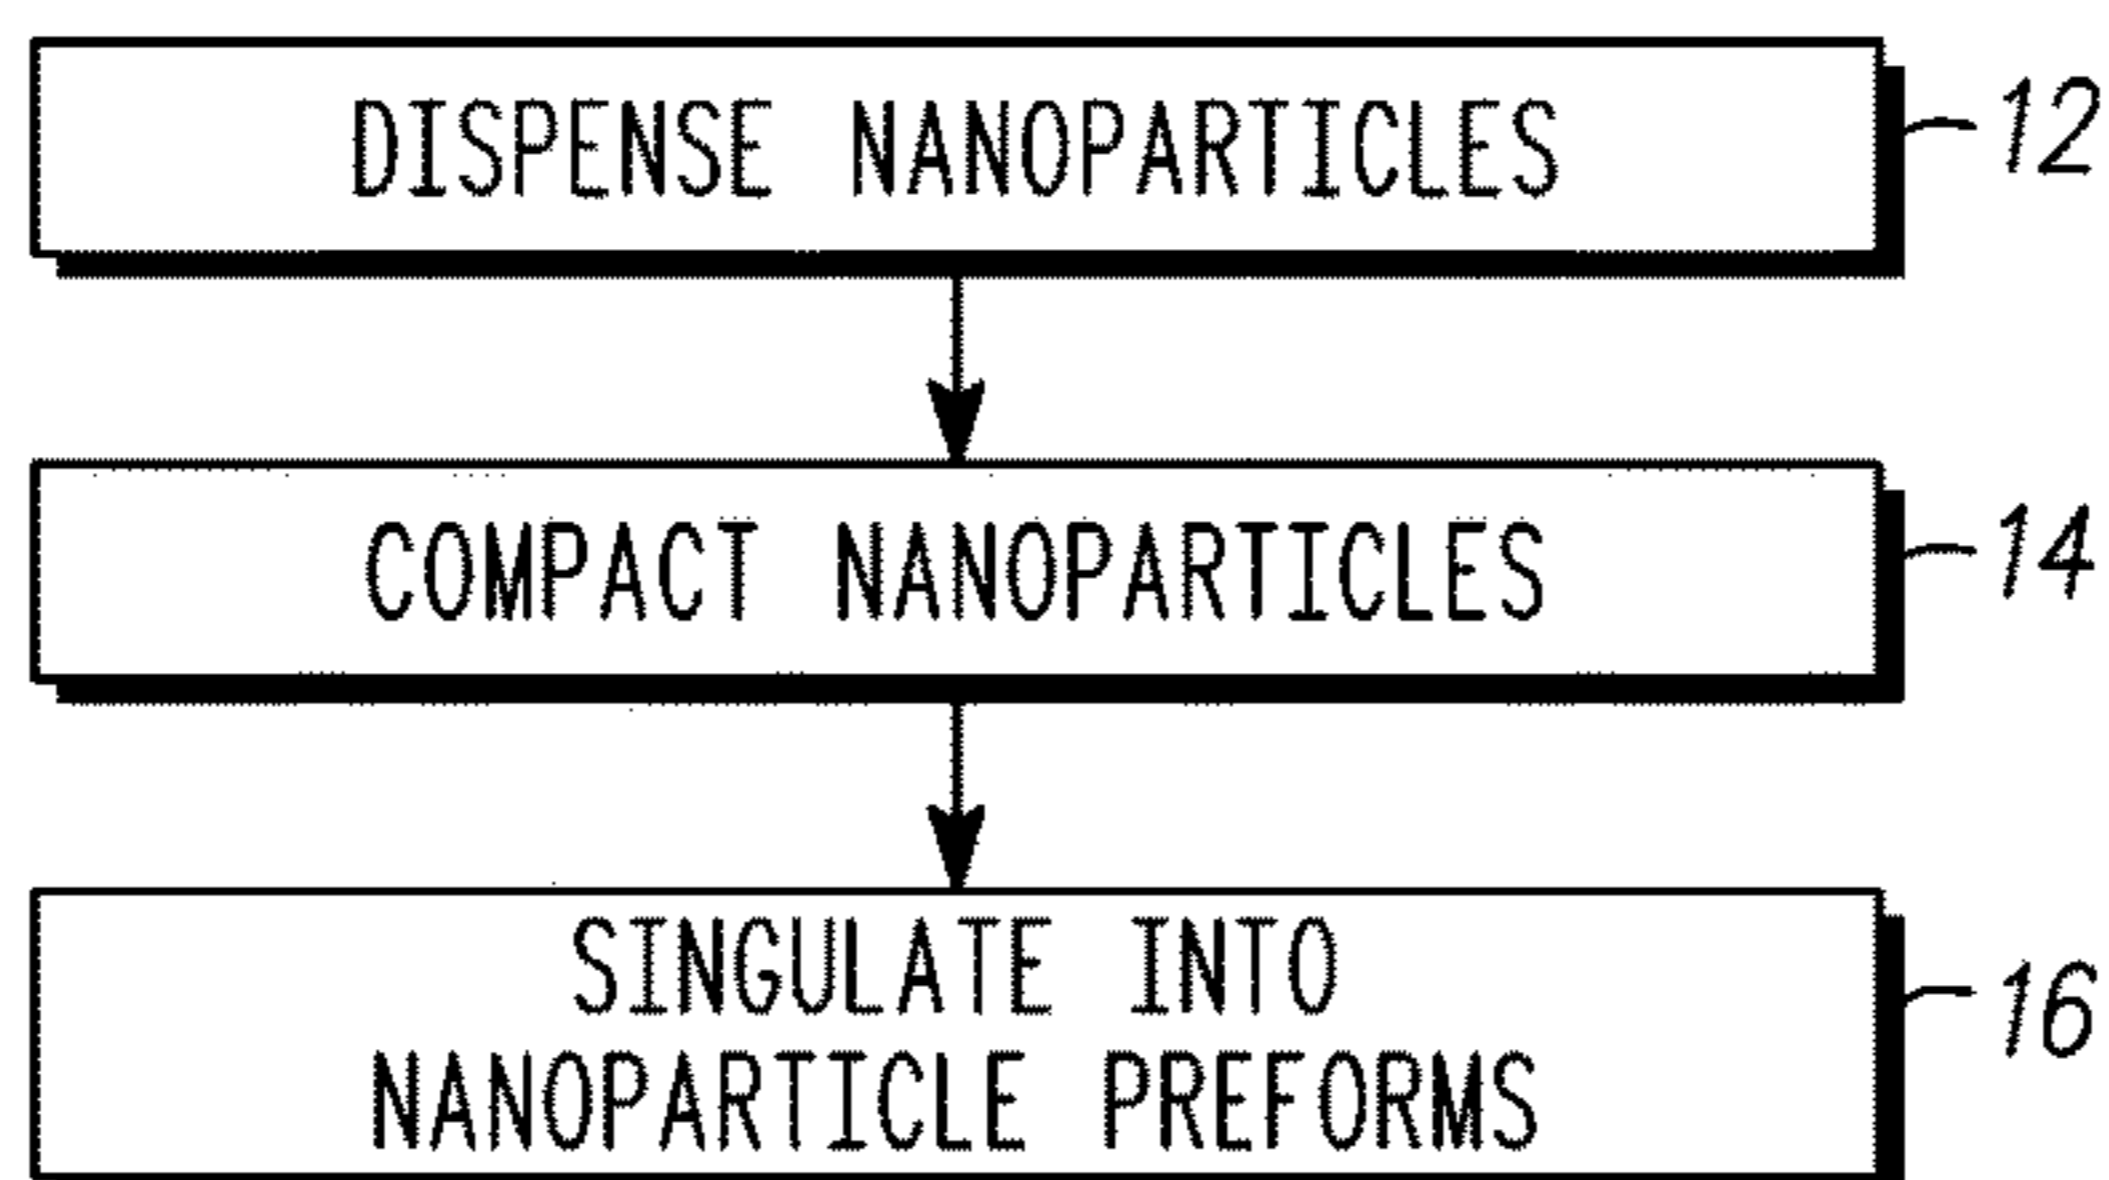 DISPENSE NANOPARTICLES
12
COMPACT NANOPARTICLES
14
SINGULATE INTO
NANOPARTICLE PREFORMS
16